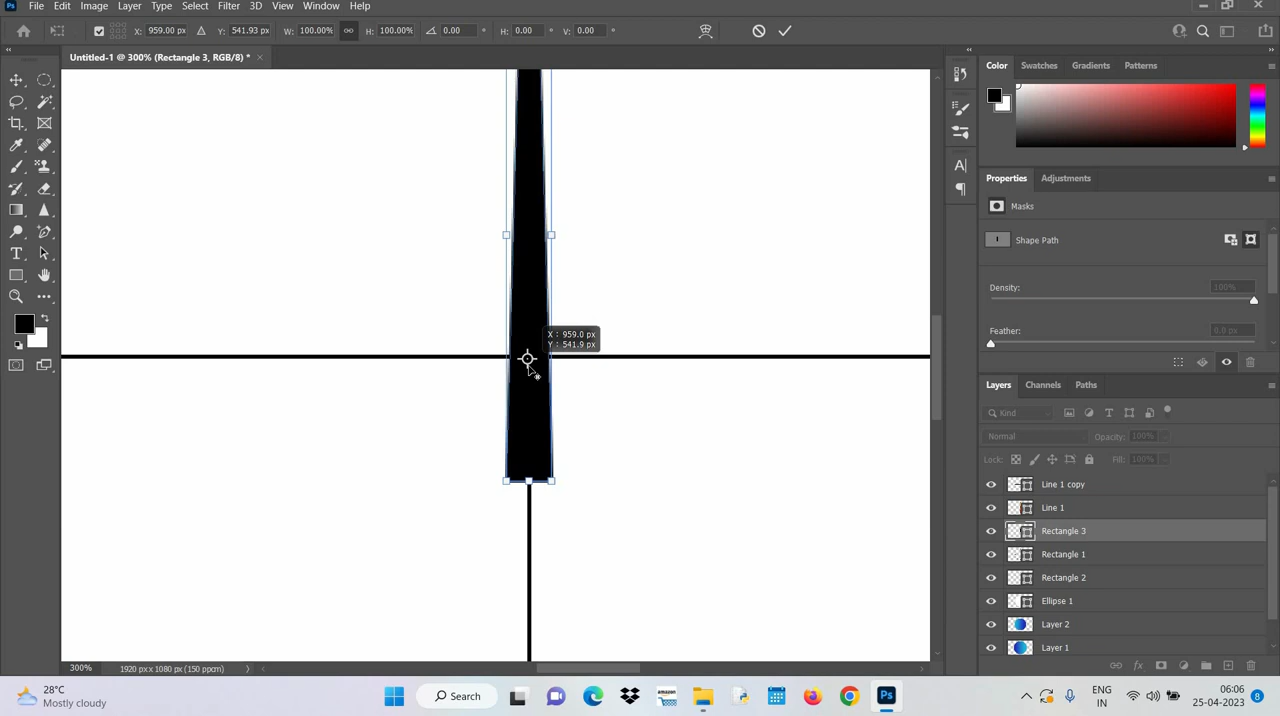 Ps File Edit Image Layer Type Select Filter 3D View Window Help
X: 959.00 px Y: 541.93 px W: 100.00% H: 100.00% 0.00 ° H: 0.00 ° V: 0.00 °
Untitled-1 @ 300% (Rectangle 3, RGB/8) * ×
Color Swatches Gradients Patterns
Properties Adjustments
Masks
Shape Path
Density: 100%
Feather: 0.0 px
X : 959.0 px
Y : 541.9 px
Layers Channels Paths
Kind
Normal Opacity: 100%
Lock: Fill: 100%
Line 1 copy
Line 1
Rectangle 3
Rectangle 1
Rectangle 2
Ellipse 1
Layer 2
Layer 1
300% 1920 px x 1080 px (150 ppcm)
28°C
Mostly cloudy
Search
amazon
Ps
ENG
IN
06:06
25-04-2023
8